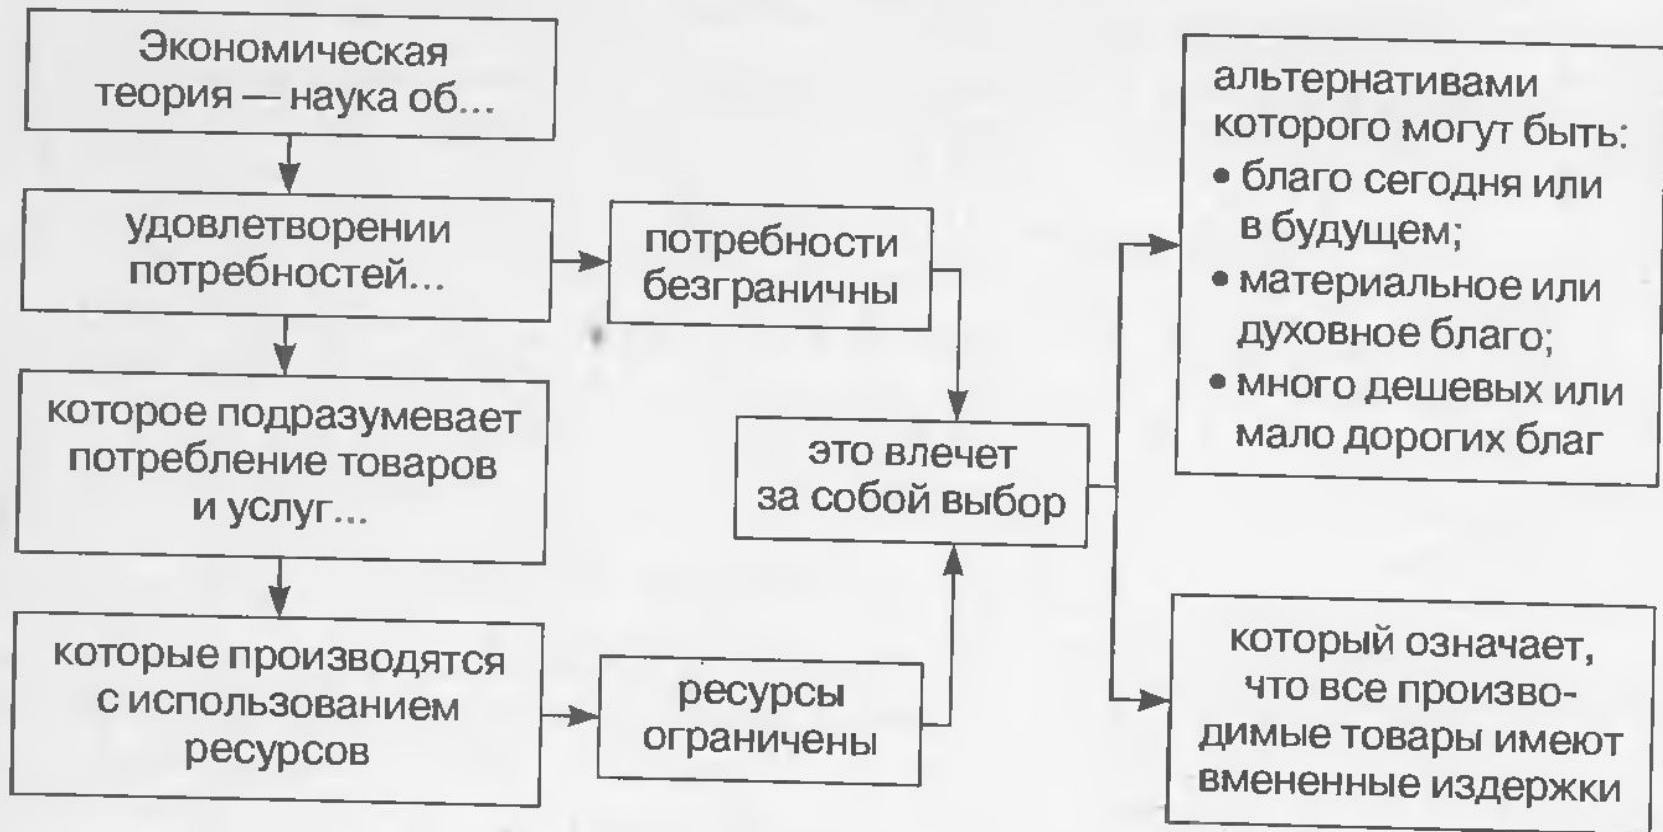 Экономическая
теория — наука об...
удовлетворении
потребностей...
которое подразумевает
потребление товаров
и услуг...
которые производятся
с использованием
ресурсов
потребности
безграничны
ресурсы
ограничены
это влечет
за собой выбор
альтернативами
которого могут быть:
• благо сегодня или
в будущем;
• материальное или
духовное благо;
• много дешевых или
мало дорогих благ
который означает,
что все произво-
димые товары имеют
вмененные издержки